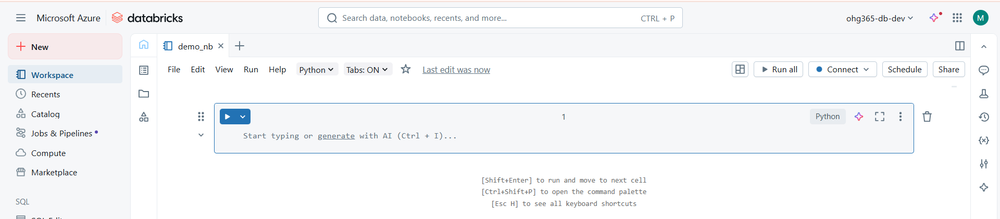 Microsoft Azure databricks Search data, notebooks, recents, and more... CTRL + P ohg365-db-dev M
New
Workspace
Recents
Catalog
Jobs & Pipelines
Compute
Marketplace
SQL
demo_nb
File Edit View Run Help Python Tabs: ON Last edit was now Run all Connect Schedule Share
1 Python
Start typing or generate with AI (Ctrl + I)...
[Shift+Enter] to run and move to next cell
[Ctrl+Shift+P] to open the command palette
[Esc H] to see all keyboard shortcuts